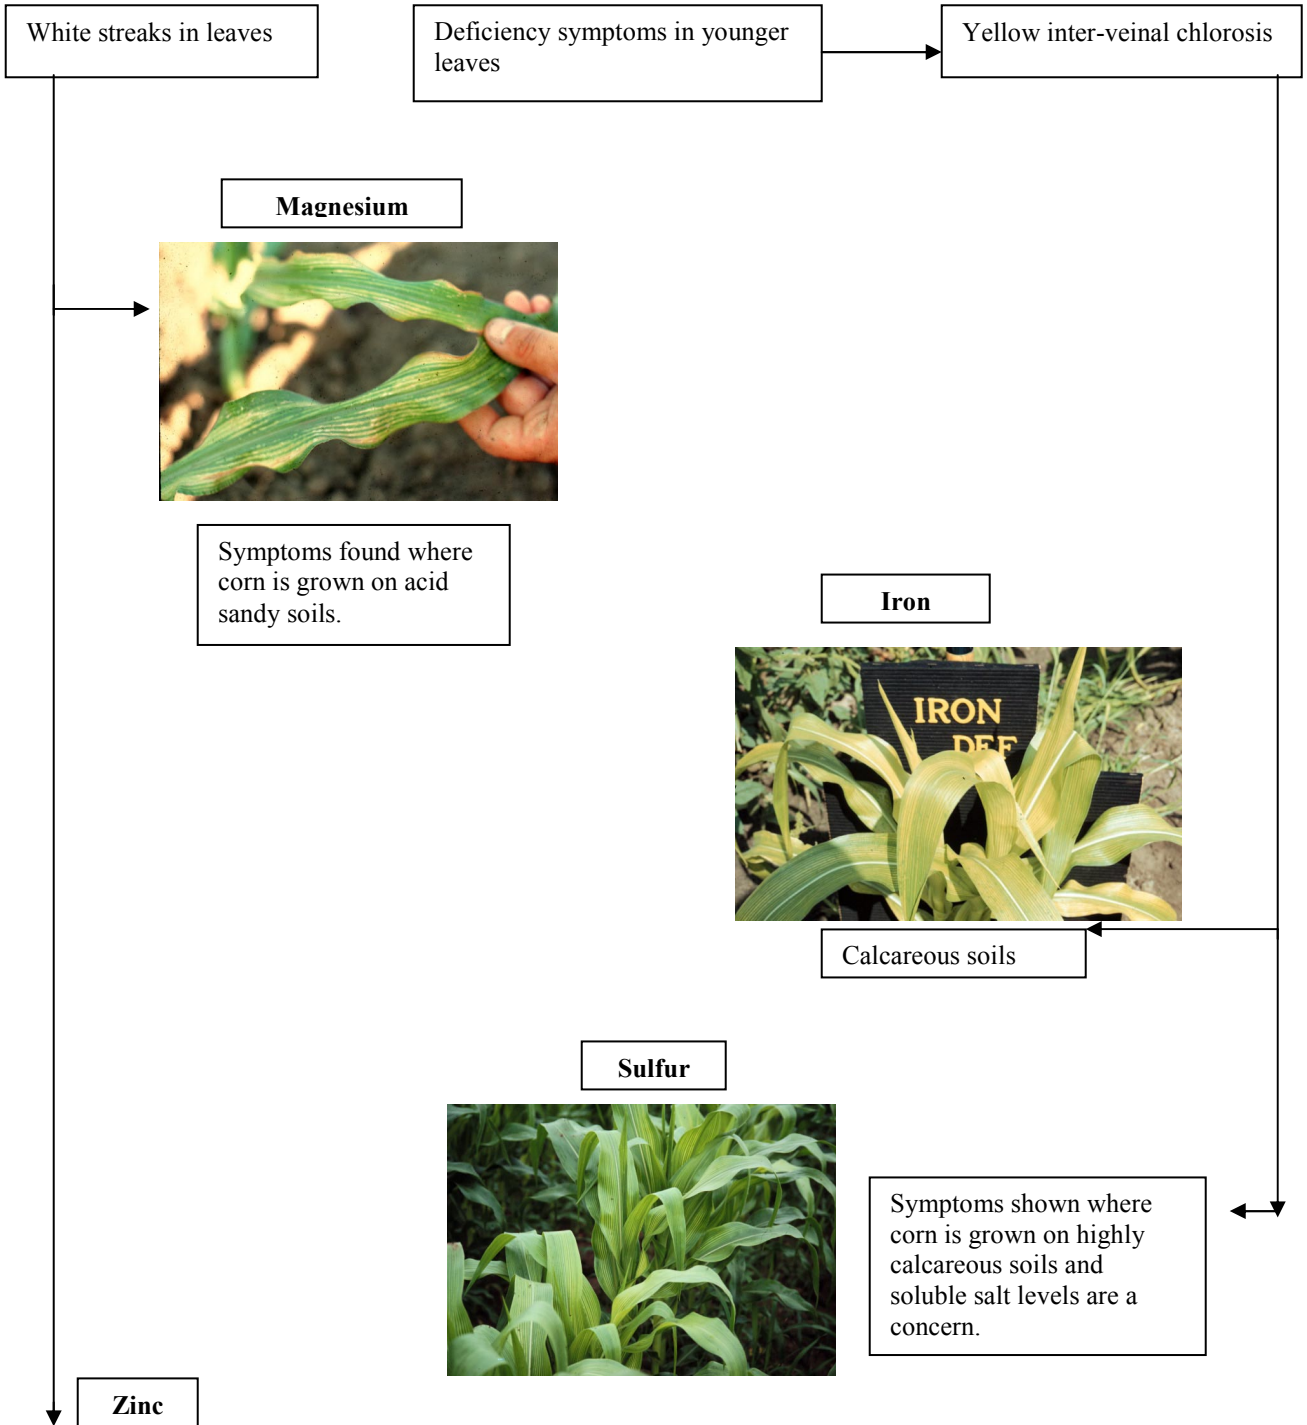 White streaks in leaves
Deficiency symptoms in younger
leaves
Yellow inter-veinal chlorosis
Magnesium
Symptoms found where
corn is grown on acid
sandy soils.
Iron
IRON
DEF
Calcareous soils
Sulfur
Symptoms shown where
corn is grown on highly
calcareous soils and
soluble salt levels are a
concern.
Zinc